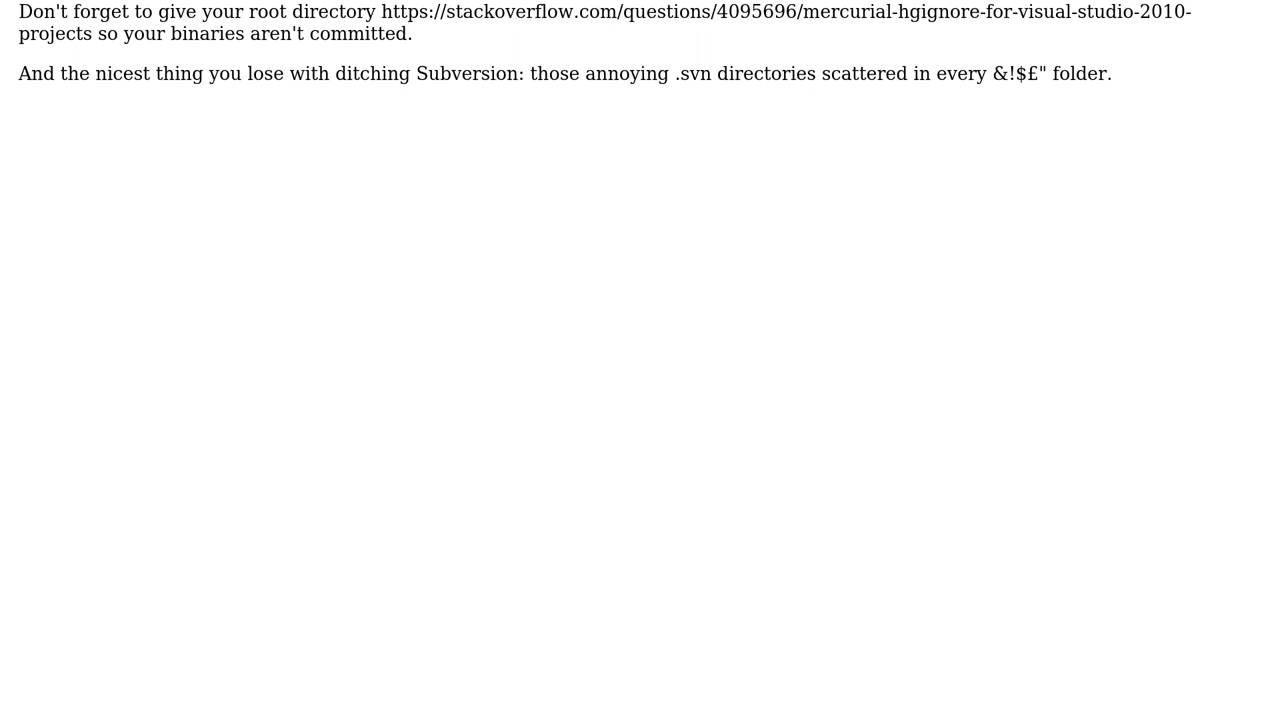 Don't forget to give your root directory https://stackoverflow.com/questions/4095696/mercurial-hgignore-for-visual-studio-2010-
projects so your binaries aren't committed.
And the nicest thing you lose with ditching Subversion: those annoying .svn directories scattered in every &!$£" folder.